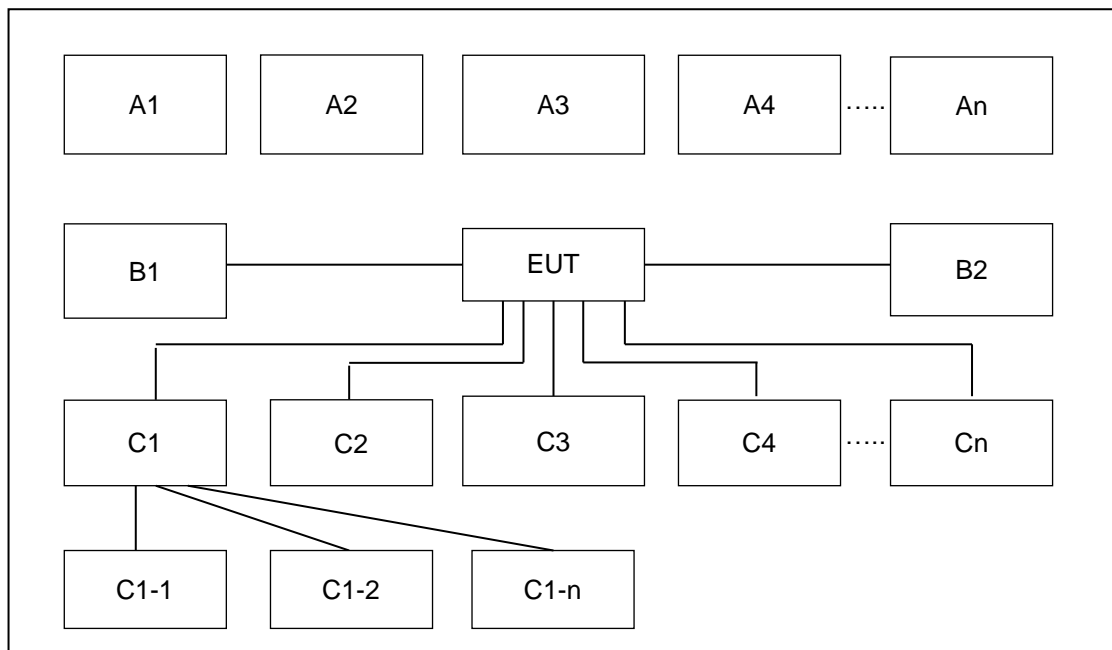 A1 A2 A3 A4 ..... An
B1 EUT B2
C1 C2 C3 C4 ..... Cn
C1-1 C1-2 C1-n